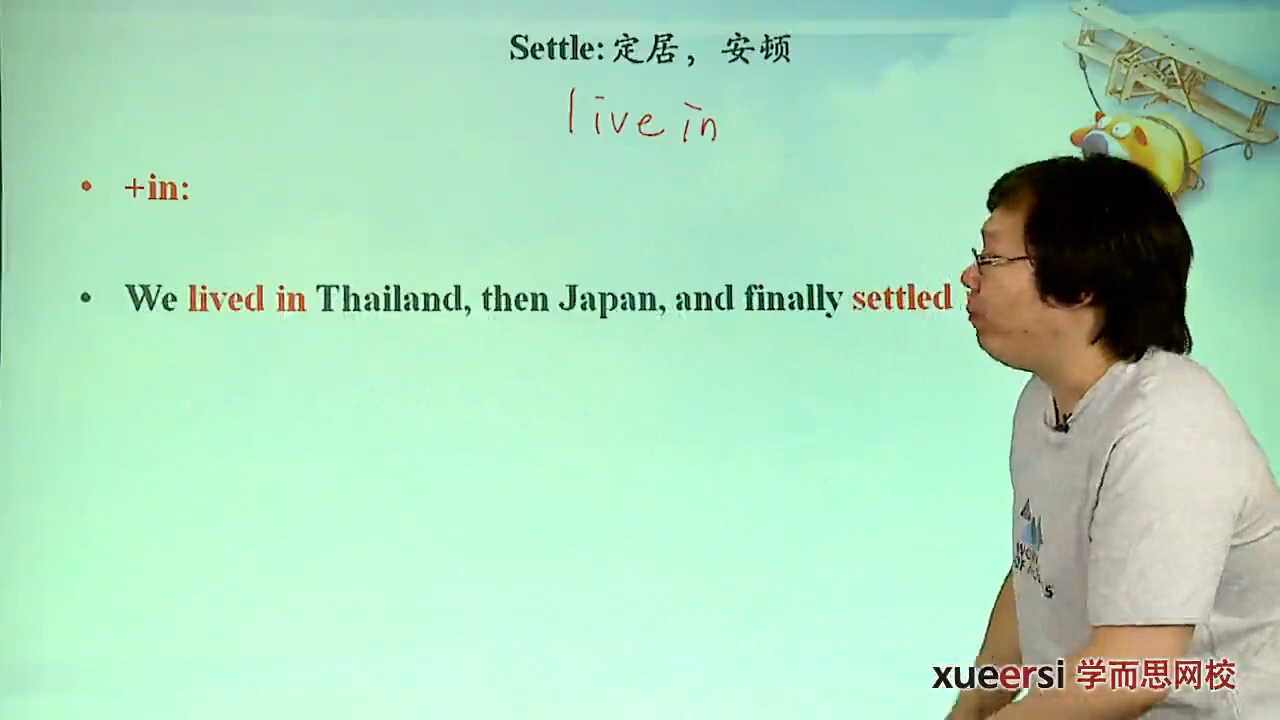 Settle: 定居，安顿
live in
• +in:
• We lived in Thailand, then Japan, and finally settled
xueersi 学而思网校